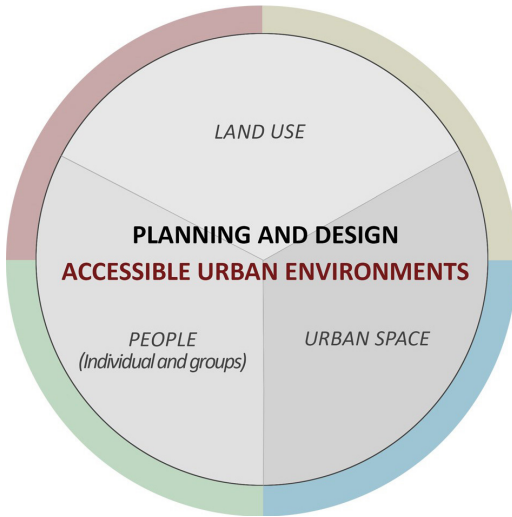 LAND USE
PLANNING AND DESIGN
ACCESSIBLE URBAN ENVIRONMENTS
PEOPLE
(Individual and groups)
URBAN SPACE